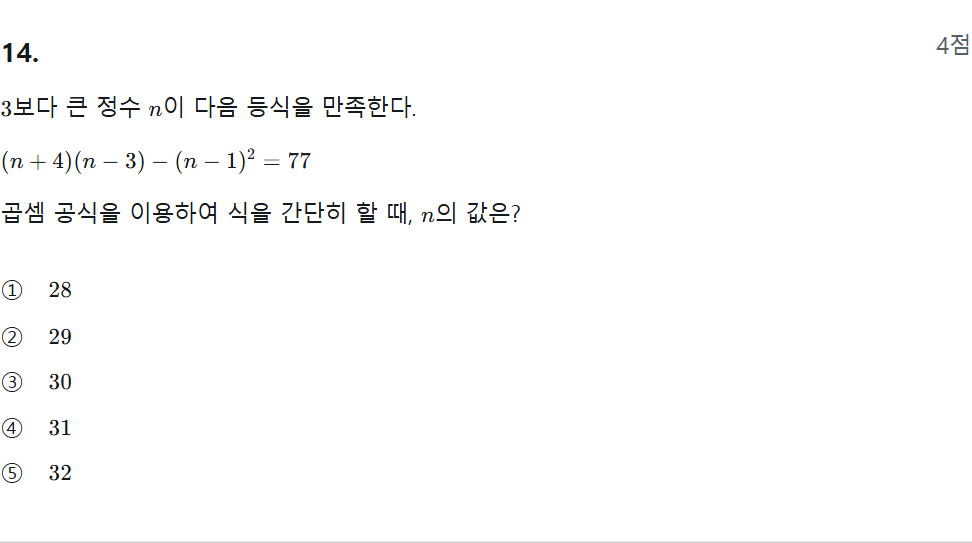 14.
4점
3보다 큰 정수 n이 다음 등식을 만족한다.
(n + 4)(n − 3) − (n − 1)² = 77
곱셈 공식을 이용하여 식을 간단히 할 때, n의 값은?
① 28
② 29
③ 30
④ 31
⑤ 32